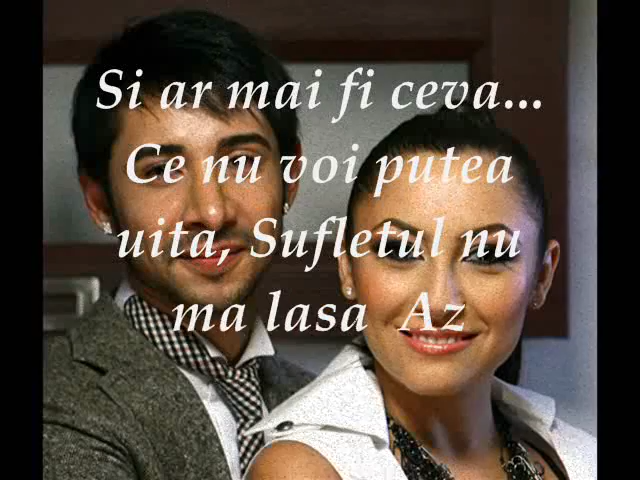 Si ar mai fi ceva...
Ce nu voi putea
uita, Sufletul nu
ma lasa Az